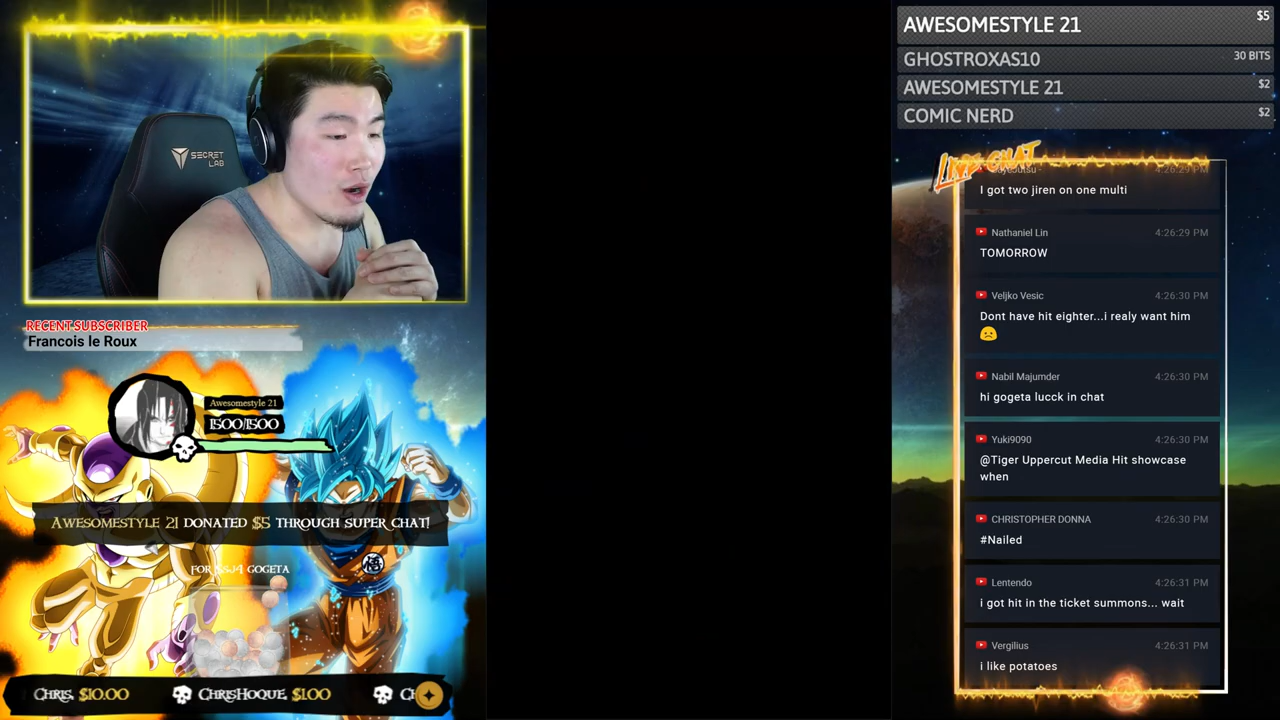 SECRET
LAB
RECENT SUBSCRIBER
Francois le Roux
Awesomestyle 21
1500/1500
AWESOMESTYLE 21 DONATED $5 THROUGH SUPER CHAT!
FOR SSJ4 GOGETA
CHRIS, $10.00
CHRISHOQUE, $1.00
AWESOMESTYLE 21
$5
GHOSTROXAS10
30 BITS
AWESOMESTYLE 21
$2
COMIC NERD
$2
LIVE CHAT
4:26:29 PM
I got two jiren on one multi
Nathaniel Lin
4:26:29 PM
TOMORROW
Veljko Vesic
4:26:30 PM
Dont have hit eighter...i realy want him
☹️
Nabil Majumder
4:26:30 PM
hi gogeta lucck in chat
Yuki9090
4:26:30 PM
@Tiger Uppercut Media Hit showcase
when
CHRISTOPHER DONNA
4:26:30 PM
#Nailed
Lentendo
4:26:31 PM
i got hit in the ticket summons... wait
Vergilius
4:26:31 PM
i like potatoes